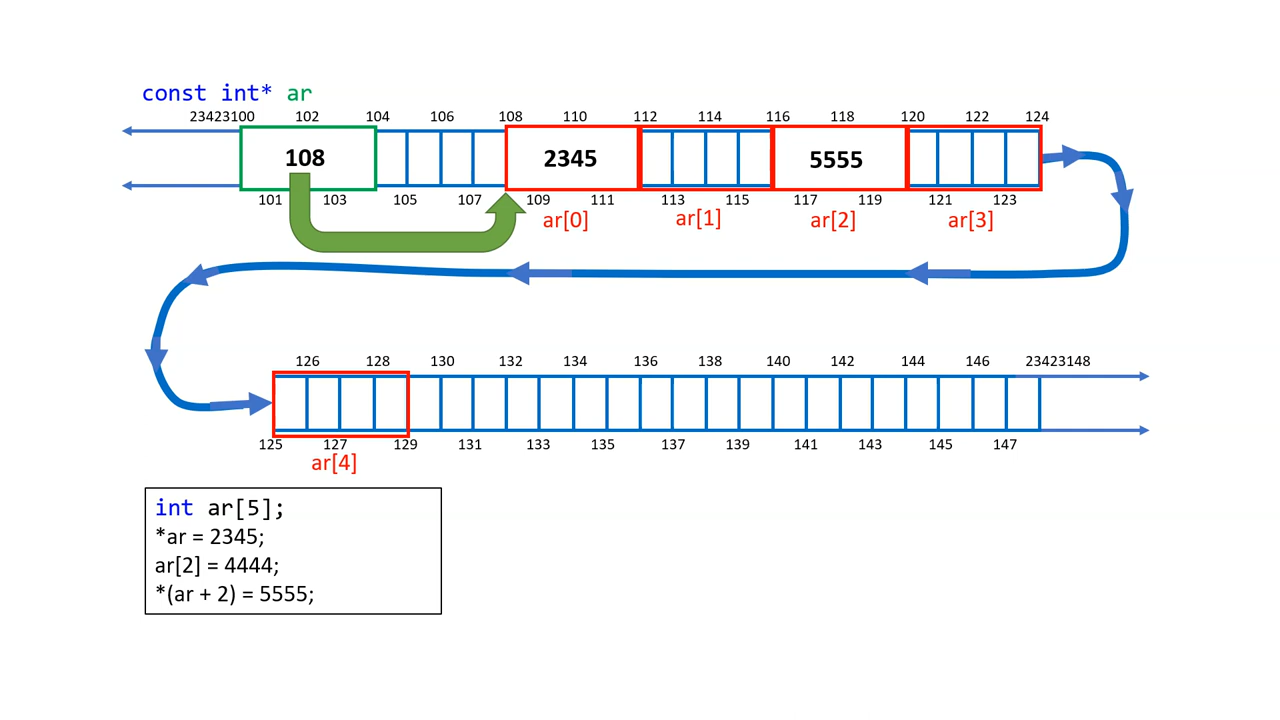 const int* ar
23423100 102 104 106 108 110 112 114 116 118 120 122 124
108 2345 5555
101 103 105 107 109 111 113 115 117 119 121 123
ar[0] ar[1] ar[2] ar[3]
126 128 130 132 134 136 138 140 142 144 146 23423148
125 127 129 131 133 135 137 139 141 143 145 147
ar[4]
int ar[5];
*ar = 2345;
ar[2] = 4444;
*(ar + 2) = 5555;